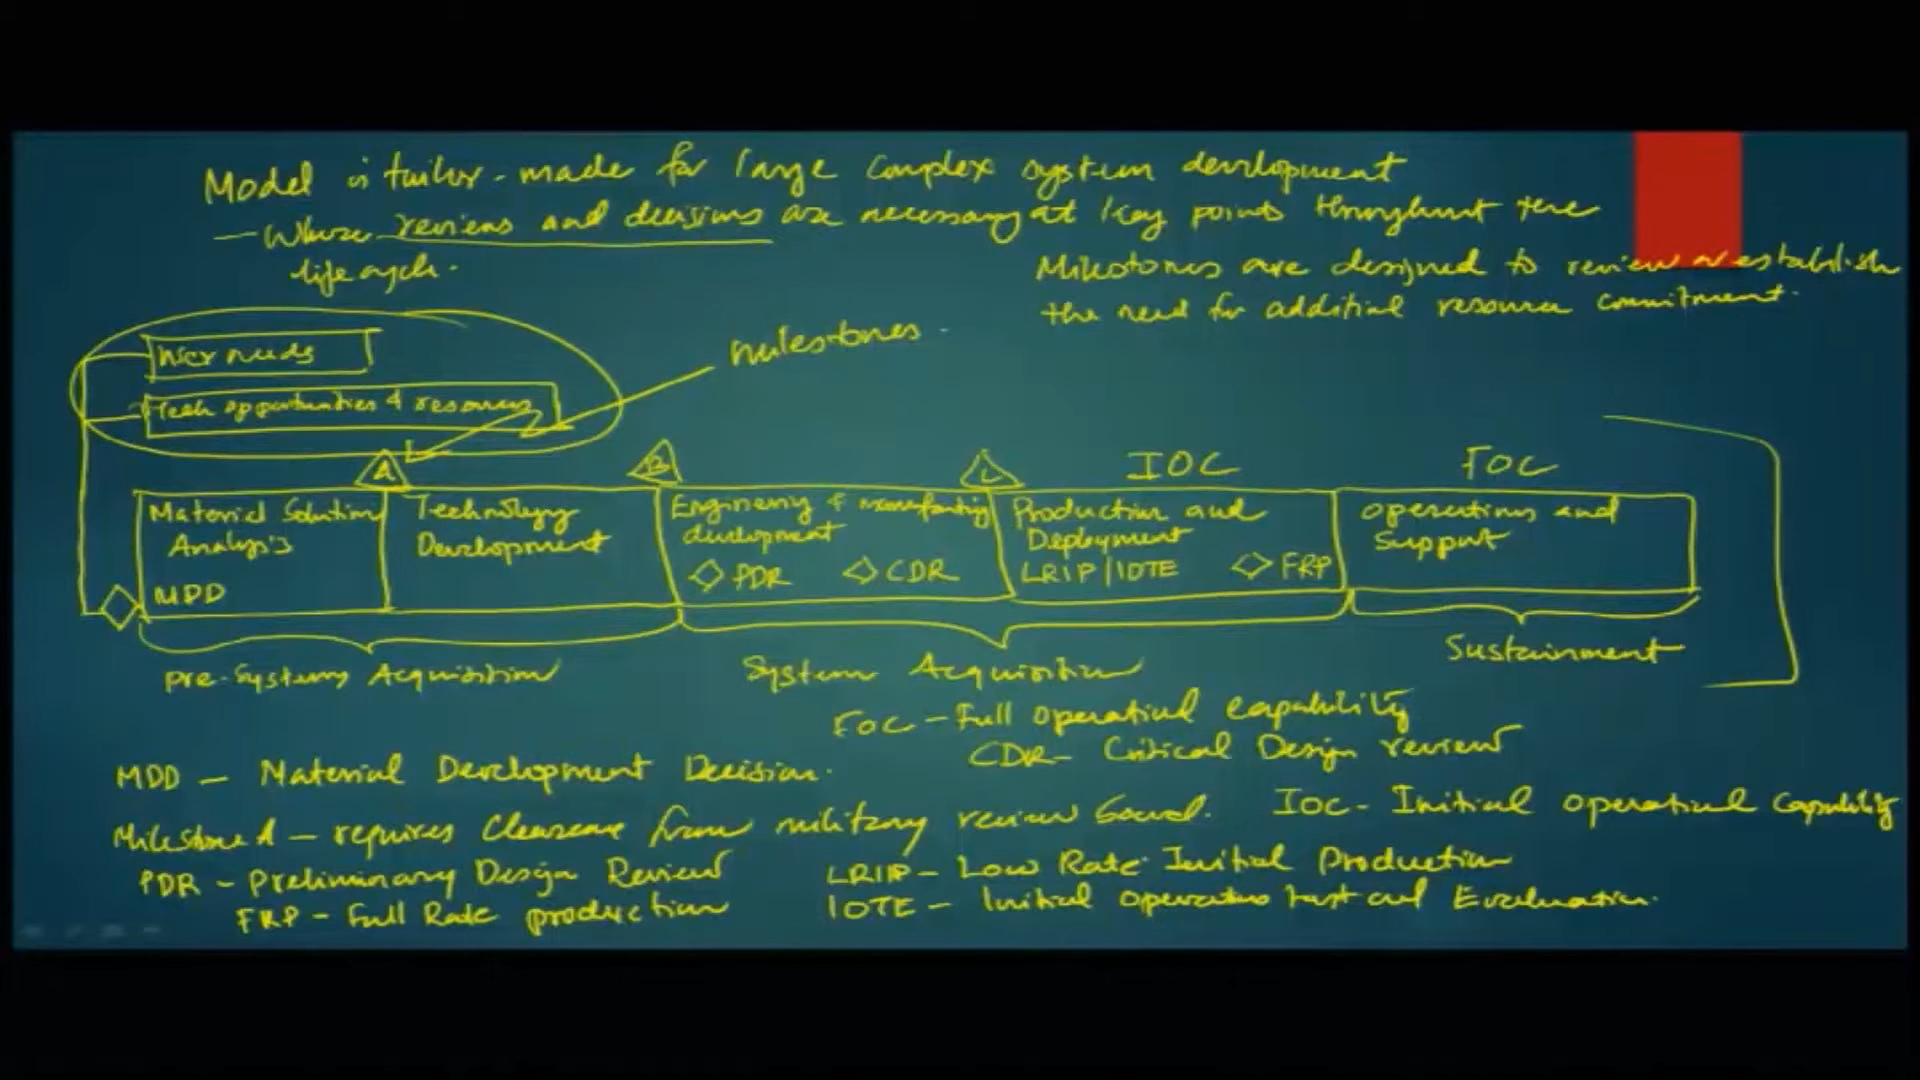 Model is tailor-made for large complex system development
— Whose reviews and decisions are necessary at key points throughout the
life cycle.
Milestones are designed to review or establish
the need for additional resource commitment.
User needs
Tech opportunities & resources
milestones.
A
B
C
IOC
FOC
Material Solution
Analysis
MDD
Technology
Development
Engineering & manufacturing
development
PDR
CDR
Production and
Deployment
LRIP/IOTE
FRP
Operations and
Support
Pre-Systems Acquisition
System Acquisition
Sustainment
FOC – Full operational capability
CDR – Critical Design review
MDD – Material Development Decision.
Milestone A – requires Clearance from military review board.
IOC – Initial operational Capability
PDR – Preliminary Design Review
LRIP – Low Rate Initial Production
FRP – Full Rate production
IOTE – Initial Operations test and Evaluation.